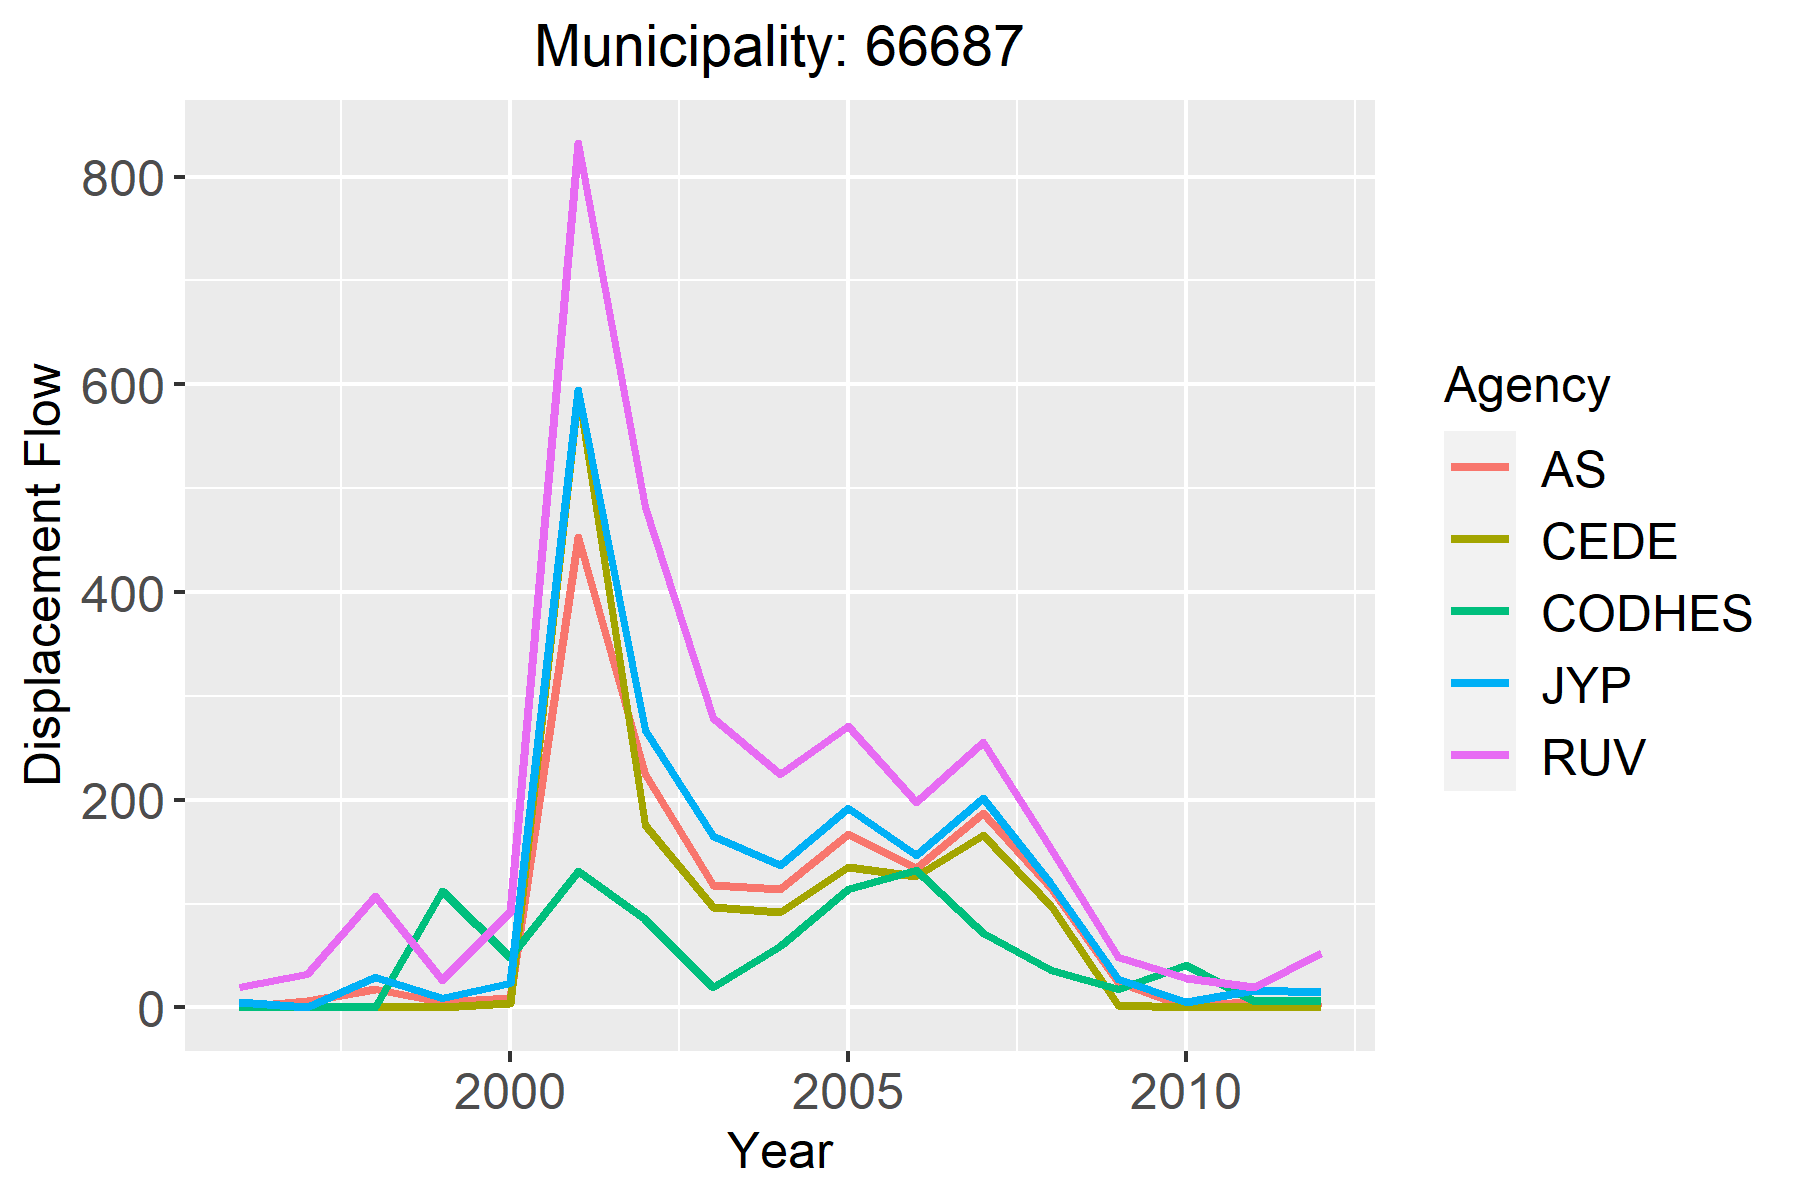 Municipality: 66687
Displacement Flow
800
600
400
200
0
2000
2005
2010
Year
Agency
AS
CEDE
CODHES
JYP
RUV